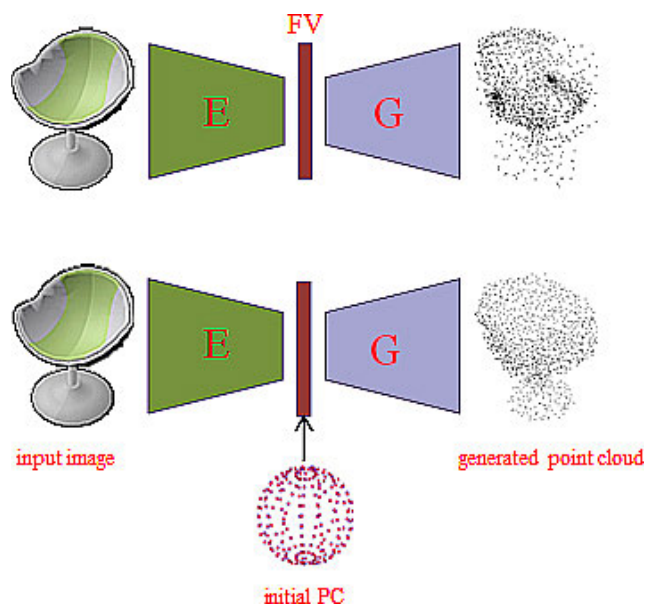 FV
E
G
E
G
input image
generated point cloud
initial PC